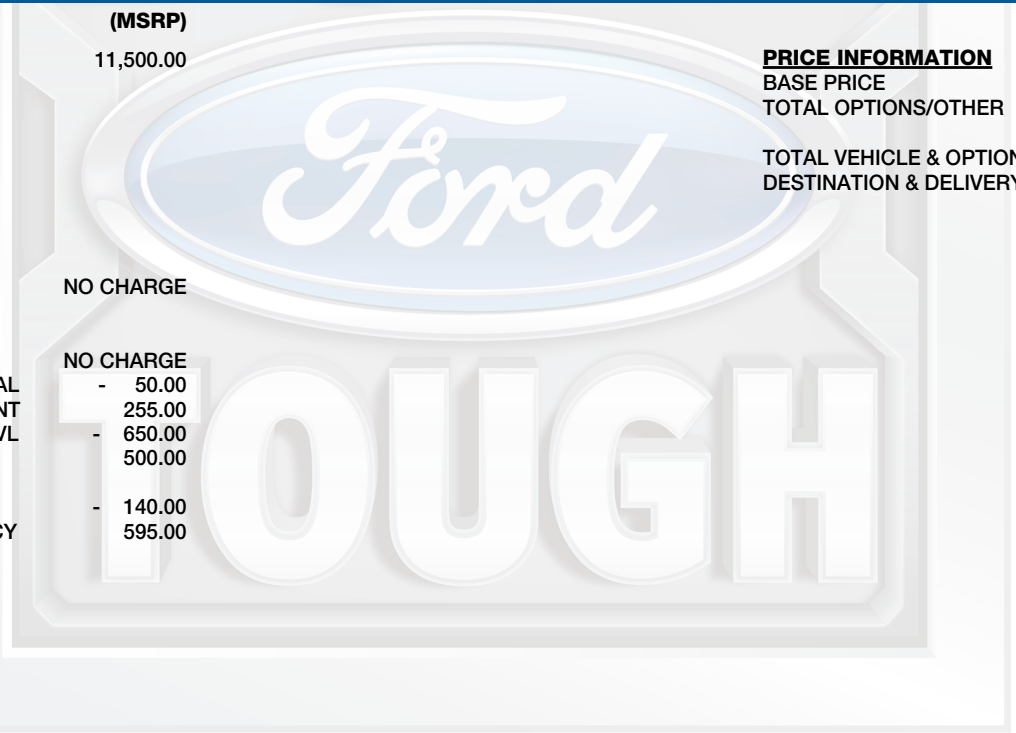 (MSRP)
11,500.00
NO CHARGE
NO CHARGE
AL - 50.00
NT 255.00
VL - 650.00
500.00
- 140.00
CY 595.00
PRICE INFORMATION
BASE PRICE
TOTAL OPTIONS/OTHER
TOTAL VEHICLE & OPTION
DESTINATION & DELIVERY
Ford
TOUGH